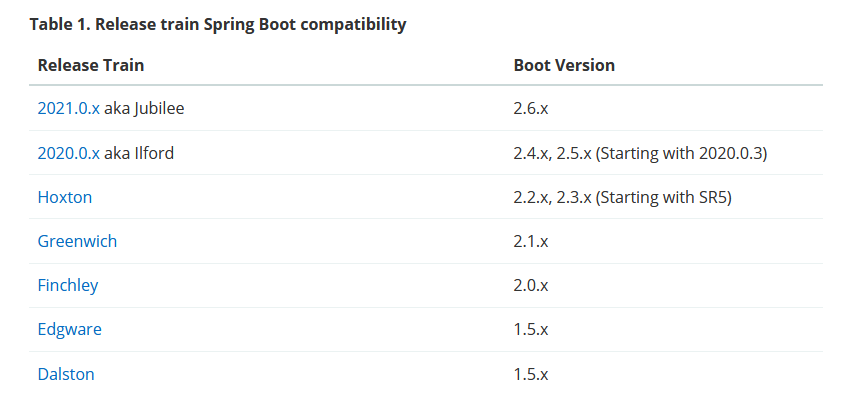 Table 1. Release train Spring Boot compatibility
Release Train Boot Version
2021.0.x aka Jubilee 2.6.x
2020.0.x aka Ilford 2.4.x, 2.5.x (Starting with 2020.0.3)
Hoxton 2.2.x, 2.3.x (Starting with SR5)
Greenwich 2.1.x
Finchley 2.0.x
Edgware 1.5.x
Dalston 1.5.x